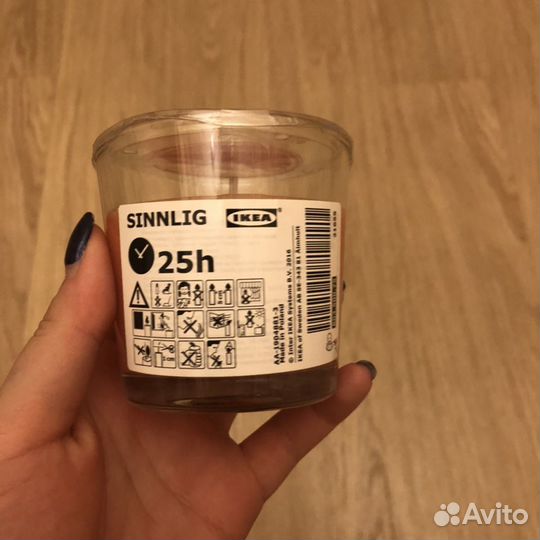 SINNLIG IKEA®
25h
AA-1904881-3
Made in Poland
© Inter IKEA Systems B.V. 2016
IKEA of Sweden AB SE-343 81 Älmhult
Avito